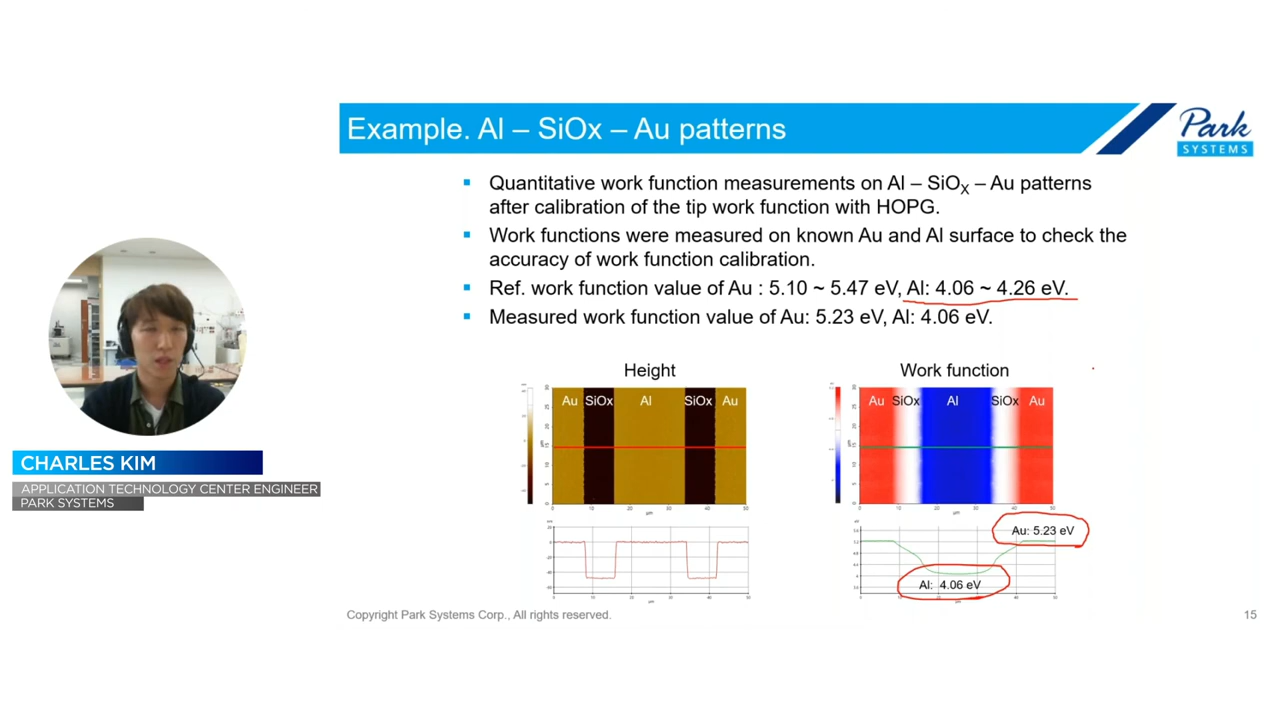 Example. Al – SiOx – Au patterns
Park
SYSTEMS
Quantitative work function measurements on Al – SiOX – Au patterns
after calibration of the tip work function with HOPG.
Work functions were measured on known Au and Al surface to check the
accuracy of work function calibration.
Ref. work function value of Au : 5.10 ~ 5.47 eV, Al: 4.06 ~ 4.26 eV.
Measured work function value of Au: 5.23 eV, Al: 4.06 eV.
CHARLES KIM
APPLICATION TECHNOLOGY CENTER ENGINEER
PARK SYSTEMS
Height
Au SiOx Al SiOx Au
Work function
Au SiOx Al SiOx Au
Au: 5.23 eV
Al: 4.06 eV
Copyright Park Systems Corp., All rights reserved.
15